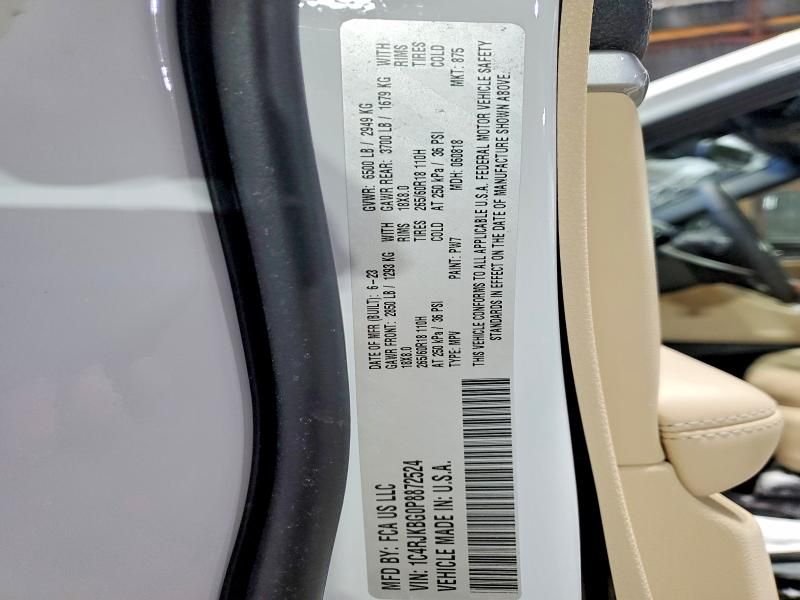 MFD BY: FCA US LLC
VIN: 1C4RJKBG0P8872524
VEHICLE MADE IN: U.S.A.
DATE OF MFR (BUILT): 6-23 GVWR: 6500 LB / 2949 KG
GAWR FRONT: 2850 LB / 1293 KG WITH GAWR REAR: 3700 LB / 1679 KG WITH
18X8.0 RIMS 18X8.0 RIMS
265/60R18 110H TIRES 265/60R18 110H TIRES
AT 250 kPa / 36 PSI COLD AT 250 kPa / 36 PSI COLD
TYPE: MPV PAINT: PW7 MDH: 060818 MKT: 875
THIS VEHICLE CONFORMS TO ALL APPLICABLE U.S.A. FEDERAL MOTOR VEHICLE SAFETY
STANDARDS IN EFFECT ON THE DATE OF MANUFACTURE SHOWN ABOVE.